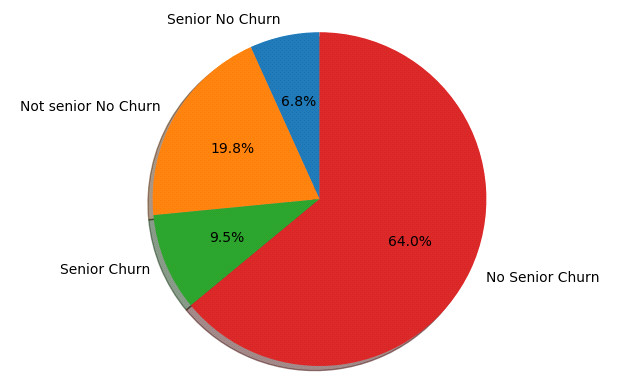 Senior No Churn
6.8%
Not senior No Churn
19.8%
9.5%
Senior Churn
64.0%
No Senior Churn